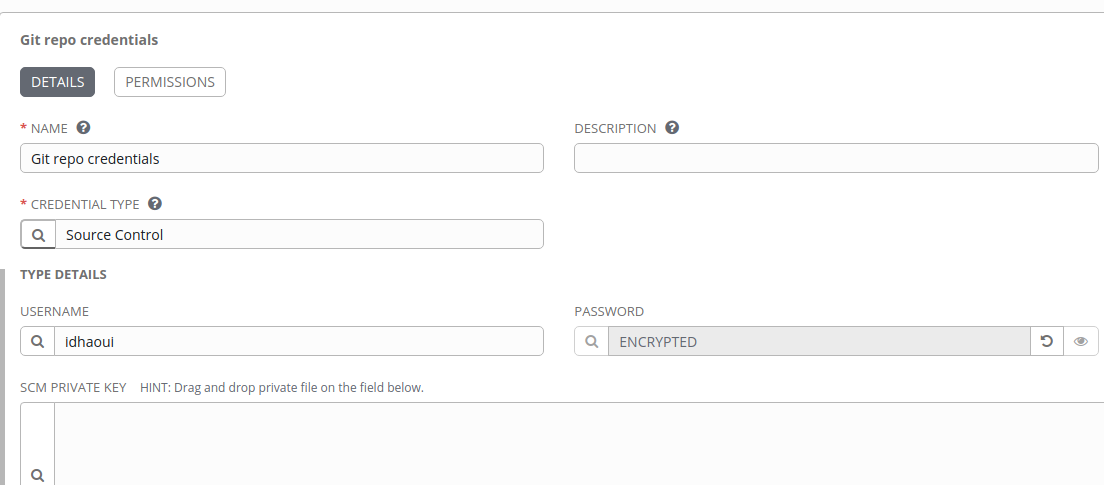 Git repo credentials
DETAILS PERMISSIONS
* NAME ? DESCRIPTION ?
Git repo credentials
* CREDENTIAL TYPE ?
Source Control
TYPE DETAILS
USERNAME PASSWORD
idhaoui ENCRYPTED
SCM PRIVATE KEY HINT: Drag and drop private file on the field below.